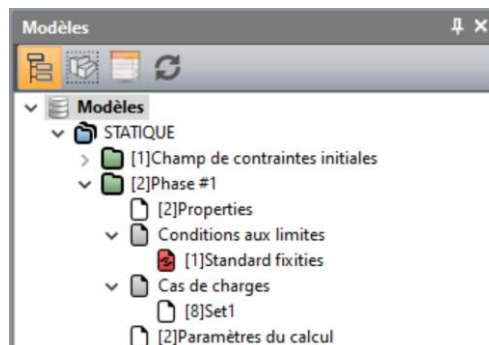 Modèles
Modèles
STATIQUE
[1]Champ de contraintes initiales
[2]Phase #1
[2]Properties
Conditions aux limites
[1]Standard fixities
Cas de charges
[8]Set1
[2]Paramètres du calcul